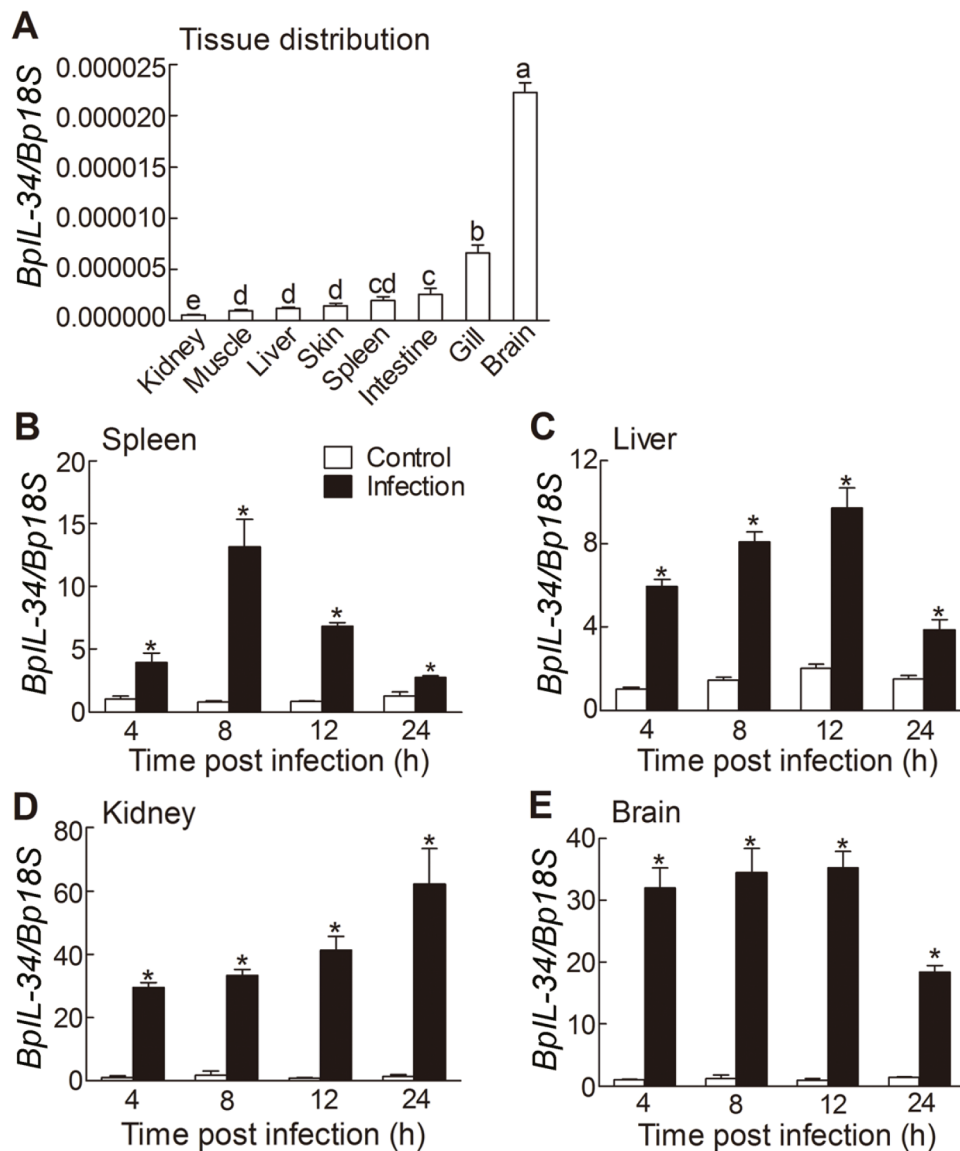 A
Tissue distribution
BpIL-34/Bp18S
0.000025
0.000020
0.000015
0.000010
0.000005
0.000000
e d d d cd c b a
Kidney Muscle Liver Skin Spleen Intestine Gill Brain
B Spleen
BpIL-34/Bp18S
20
15
10
5
0
Control
Infection
* * * *
4 8 12 24
Time post infection (h)
C Liver
BpIL-34/Bp18S
12
8
4
0
* * * *
4 8 12 24
Time post infection (h)
D Kidney
BpIL-34/Bp18S
80
60
40
20
0
* * * *
4 8 12 24
Time post infection (h)
E Brain
BpIL-34/Bp18S
40
30
20
10
0
* * * *
4 8 12 24
Time post infection (h)